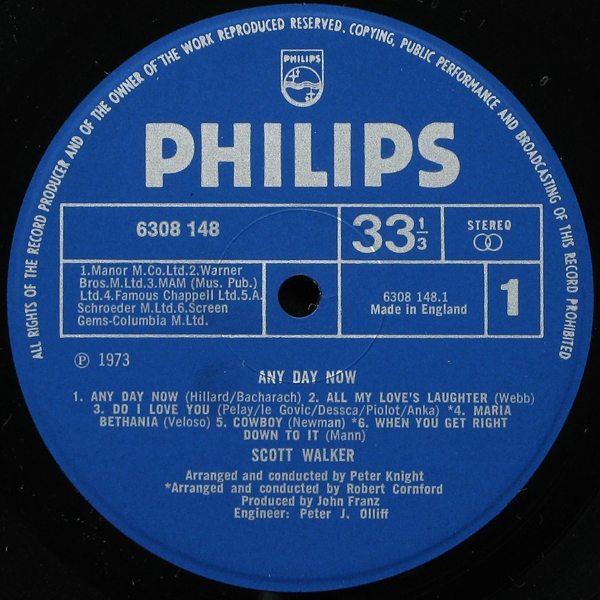 ALL RIGHTS OF THE RECORD PRODUCER AND OF THE OWNER OF THE WORK REPRODUCED RESERVED. COPYING, PUBLIC PERFORMANCE AND BROADCASTING OF THIS RECORD PROHIBITED
PHILIPS
PHILIPS
6308 148
33 1/3
STEREO
1.Manor M.Co.Ltd.2.Warner
Bros.M.Ltd.3.MAM (Mus. Pub.)
Ltd.4.Famous Chappell Ltd.5.A.
Schroeder M.Ltd.6.Screen
Gems-Columbia M.Ltd.
6308 148.1
Made in England
1
℗ 1973
ANY DAY NOW
1. ANY DAY NOW (Hillard/Bacharach) 2. ALL MY LOVE'S LAUGHTER (Webb)
3. DO I LOVE YOU (Pelay/le Govic/Dessca/Piolot/Anka) *4. MARIA
BETHANIA (Veloso) 5. COWBOY (Newman) *6. WHEN YOU GET RIGHT
DOWN TO IT (Mann)
SCOTT WALKER
Arranged and conducted by Peter Knight
*Arranged and conducted by Robert Cornford
Produced by John Franz
Engineer: Peter J. Olliff